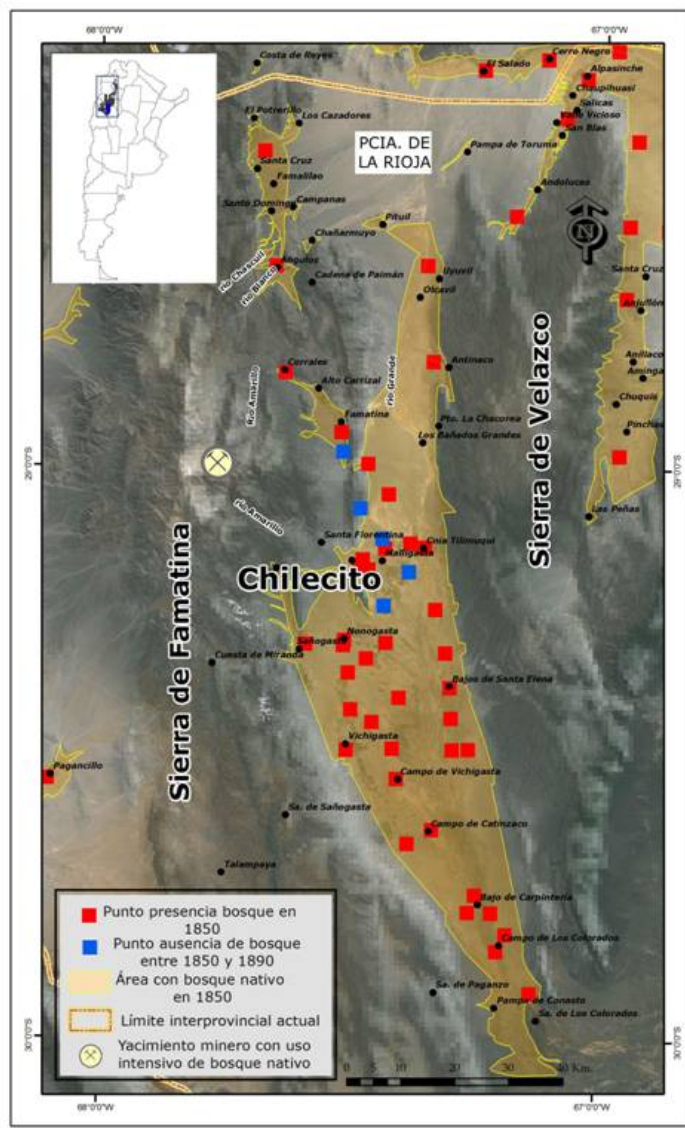 68°0'0"W
67°0'0"W
Costa de Reyes
Cerro Negro
El Salado
Alpasinche
Chaupihuasi
Salicas
El Potrerillo
Los Cazadores
Valle Vicioso
San Blas
PCIA. DE
LA RIOJA
Pampa de Toruma
Santa Cruz
Famalilao
Andolucas
Santo Domingo
Campanas
Pituil
N
Chañarmuyo
río Chascuil
río Blanco
Angulos
Cadena de Paimán
Uyuvil
Santa Cruz
Olcavil
Anjullón
Sierra de Velazco
río Grande
Corrales
Antinaco
Anillaco
Aminga
Río Amarillo
Alto Carrizal
Chuquis
Famatina
Pto. La Chacorea
Pinchas
Los Bañados Grandes
29°0'0"S
29°0'0"S
río Amarillo
Las Peñas
Sierra de Famatina
Santa Florentina
Cnia Tilimuqui
Malligasta
Chilecito
Nonogasta
Sañogasta
Cuesta de Miranda
Bajos de Santa Elena
Vichigasta
Pagancillo
Campo de Vichigasta
Sa. de Sañogasta
Campo de Catinzaco
Talampaya
Bajo de Carpintería
Campo de Los Colorados
Sa. de Paganzo
Pampa de Conasto
Sa. de Los Colorados
Punto presencia bosque en
1850
Punto ausencia de bosque
entre 1850 y 1890
Área con bosque nativo
en 1850
Límite interprovincial actual
Yacimiento minero con uso
intensivo de bosque nativo
30°0'0"S
30°0'0"S
0 5 10 20 30 40 Km.
68°0'0"W
67°0'0"W